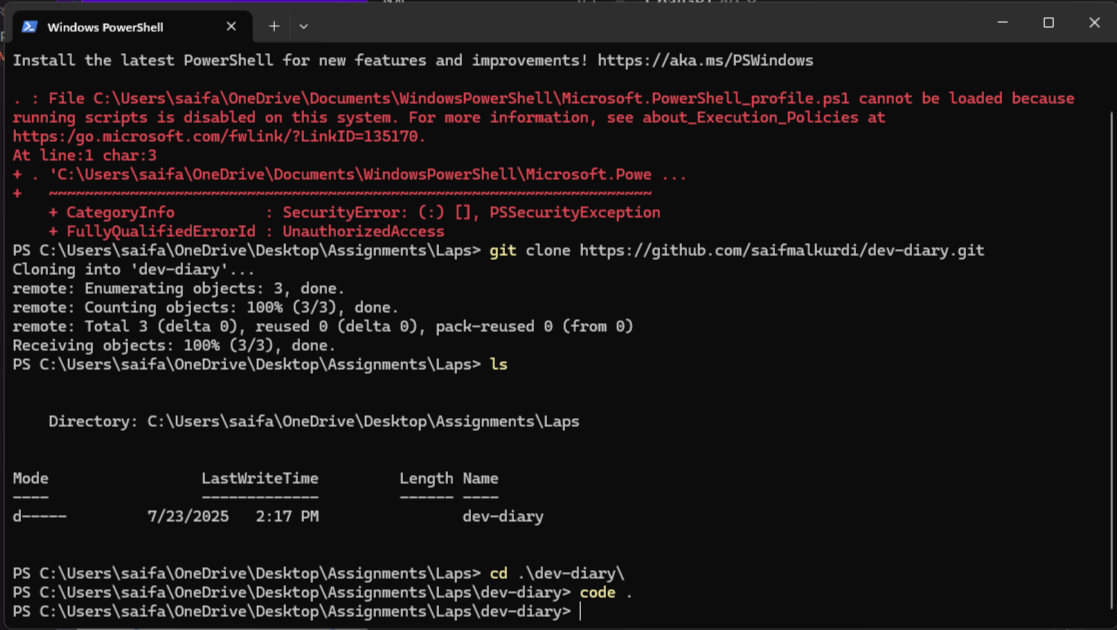 Windows PowerShell
Install the latest PowerShell for new features and improvements! https://aka.ms/PSWindows
. : File C:\Users\saifa\OneDrive\Documents\WindowsPowerShell\Microsoft.PowerShell_profile.ps1 cannot be loaded because
running scripts is disabled on this system. For more information, see about_Execution_Policies at
https:/go.microsoft.com/fwlink/?LinkID=135170.
At line:1 char:3
+ . 'C:\Users\saifa\OneDrive\Documents\WindowsPowerShell\Microsoft.Powe ...
+   ~~~~~~~~~~~~~~~~~~~~~~~~~~~~~~~~~~~~~~~~~~~~~~~~~~~~~~~~~~~~~~~~~~~
    + CategoryInfo          : SecurityError: (:) [], PSSecurityException
    + FullyQualifiedErrorId : UnauthorizedAccess
PS C:\Users\saifa\OneDrive\Desktop\Assignments\Laps> git clone https://github.com/saifmalkurdi/dev-diary.git
Cloning into 'dev-diary'...
remote: Enumerating objects: 3, done.
remote: Counting objects: 100% (3/3), done.
remote: Total 3 (delta 0), reused 0 (delta 0), pack-reused 0 (from 0)
Receiving objects: 100% (3/3), done.
PS C:\Users\saifa\OneDrive\Desktop\Assignments\Laps> ls
    Directory: C:\Users\saifa\OneDrive\Desktop\Assignments\Laps
Mode                 LastWriteTime         Length Name
----                 -------------         ------ ----
d-----         7/23/2025   2:17 PM                dev-diary
PS C:\Users\saifa\OneDrive\Desktop\Assignments\Laps> cd .\dev-diary\
PS C:\Users\saifa\OneDrive\Desktop\Assignments\Laps\dev-diary> code .
PS C:\Users\saifa\OneDrive\Desktop\Assignments\Laps\dev-diary>